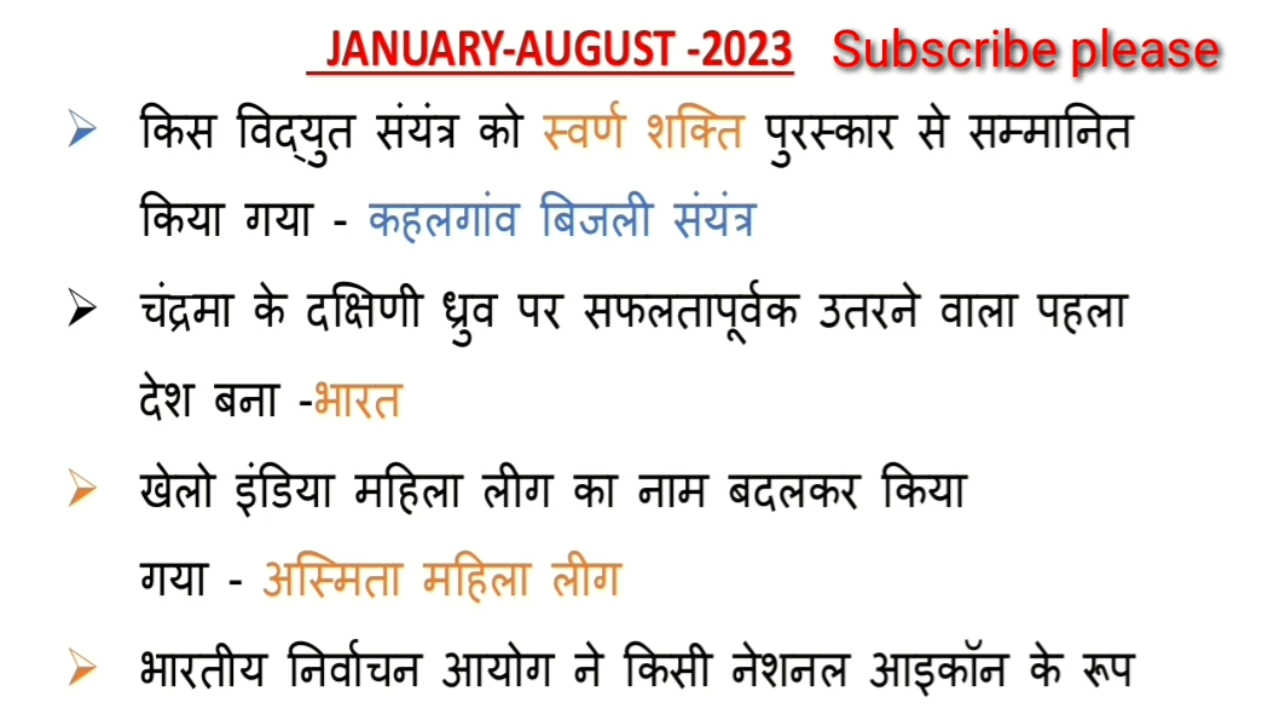 JANUARY-AUGUST -2023 Subscribe please
➢ किस विद्युत संयंत्र को स्वर्ण शक्ति पुरस्कार से सम्मानित
किया गया - कहलगांव बिजली संयंत्र
➢ चंद्रमा के दक्षिणी ध्रुव पर सफलतापूर्वक उतरने वाला पहला
देश बना -भारत
➢ खेलो इंडिया महिला लीग का नाम बदलकर किया
गया - अस्मिता महिला लीग
➢ भारतीय निर्वाचन आयोग ने किसी नेशनल आइकॉन के रूप